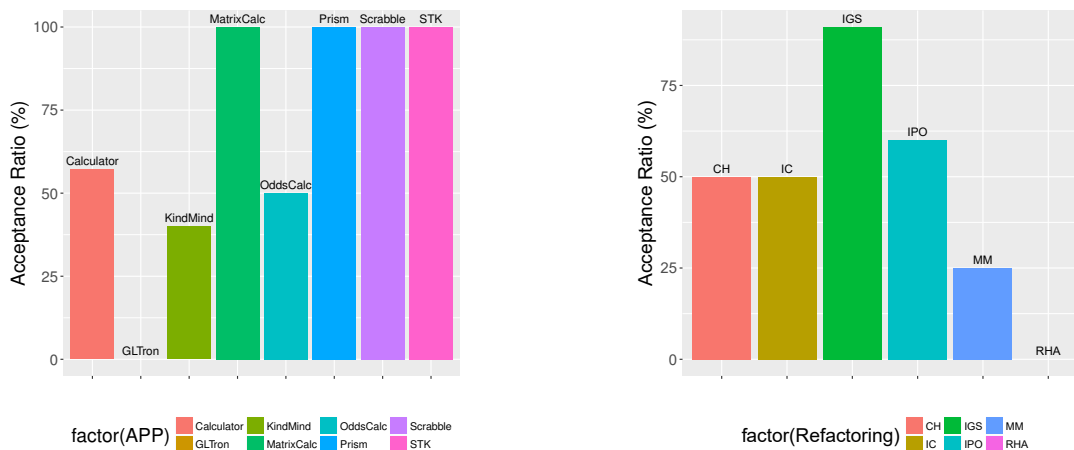 MatrixCalc Prism Scrabble STK
100
Calculator
75
OddsCalc
50
KindMind
25
GLTron
0
Acceptance Ratio (%)
factor(APP)
Calculator KindMind OddsCalc Scrabble
GLTron MatrixCalc Prism STK
IGS
75
IPO
CH IC
50
MM
25
RHA
0
Acceptance Ratio (%)
factor(Refactoring)
CH IGS MM
IC IPO RHA